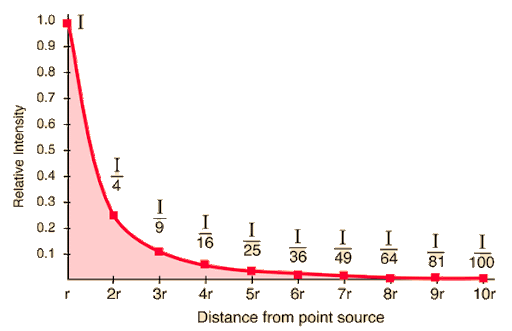 1.0
I
0.9
0.8
0.7
0.6
0.5
0.4
0.3
0.2
0.1
Relative Intensity
I
4
I
9
I
16
I
25
I
36
I
49
I
64
I
81
I
100
r 2r 3r 4r 5r 6r 7r 8r 9r 10r
Distance from point source